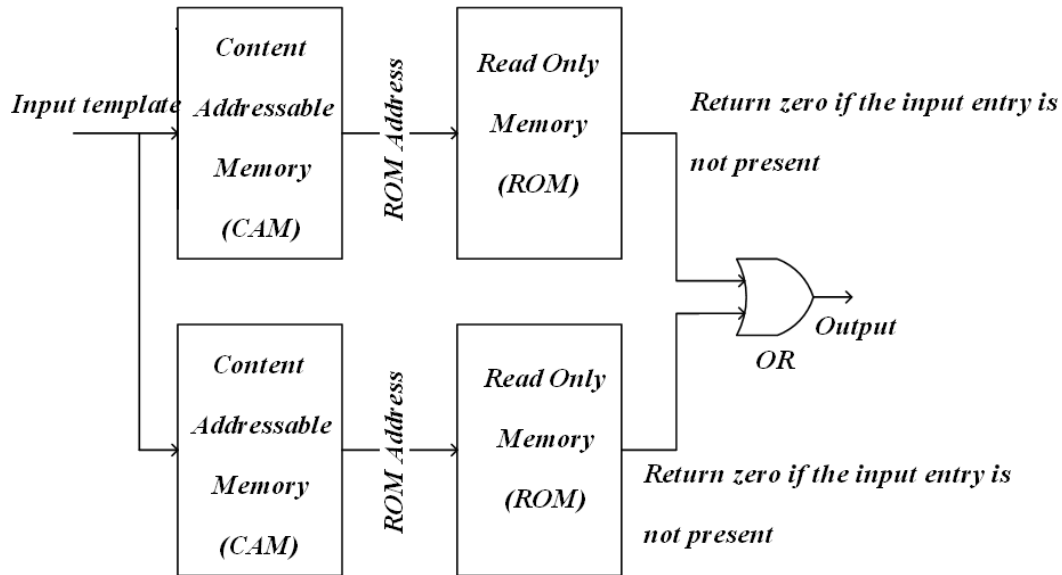 Input template
Content
Addressable
Memory
(CAM)
ROM Address
Read Only
Memory
(ROM)
Return zero if the input entry is
not present
Content
Addressable
Memory
(CAM)
ROM Address
Read Only
Memory
(ROM)
Return zero if the input entry is
not present
OR
Output